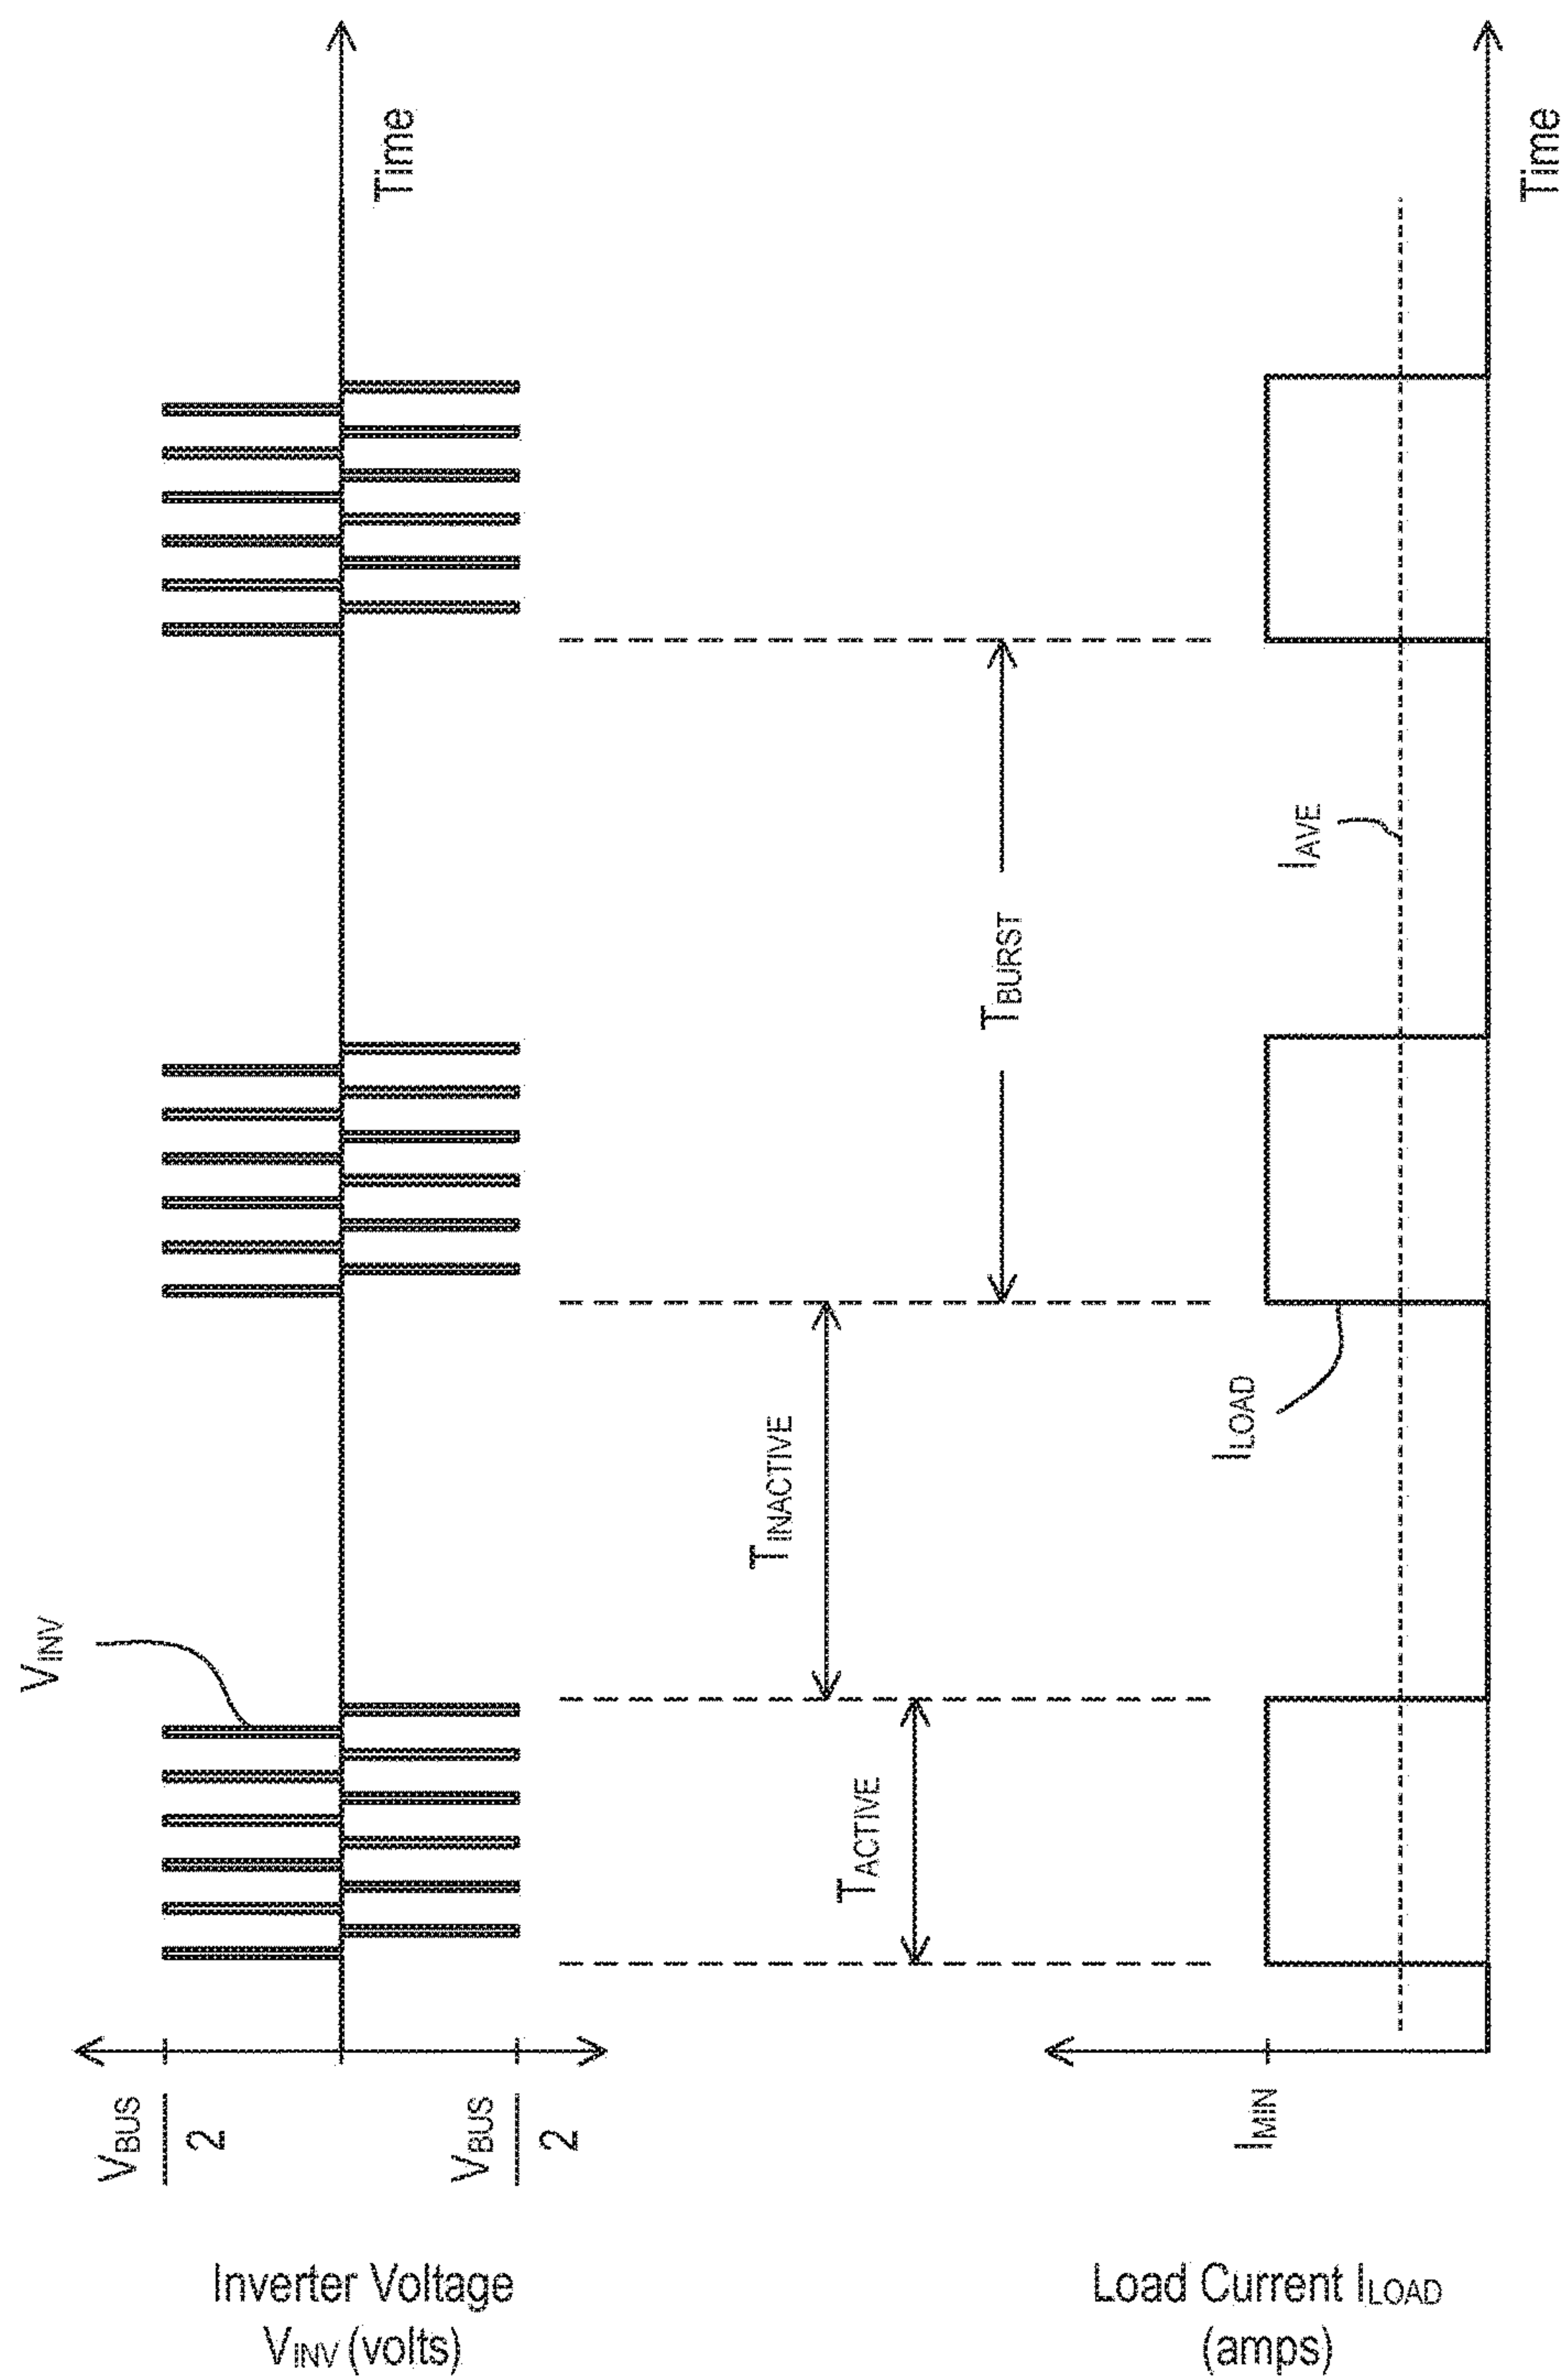 VINV
VBUS
2
VBUS
2
Time
Inverter Voltage
VINV (volts)
TACTIVE
TINACTIVE
TBURST
IMIN
ILOAD
IAVE
Time
Load Current ILOAD
(amps)